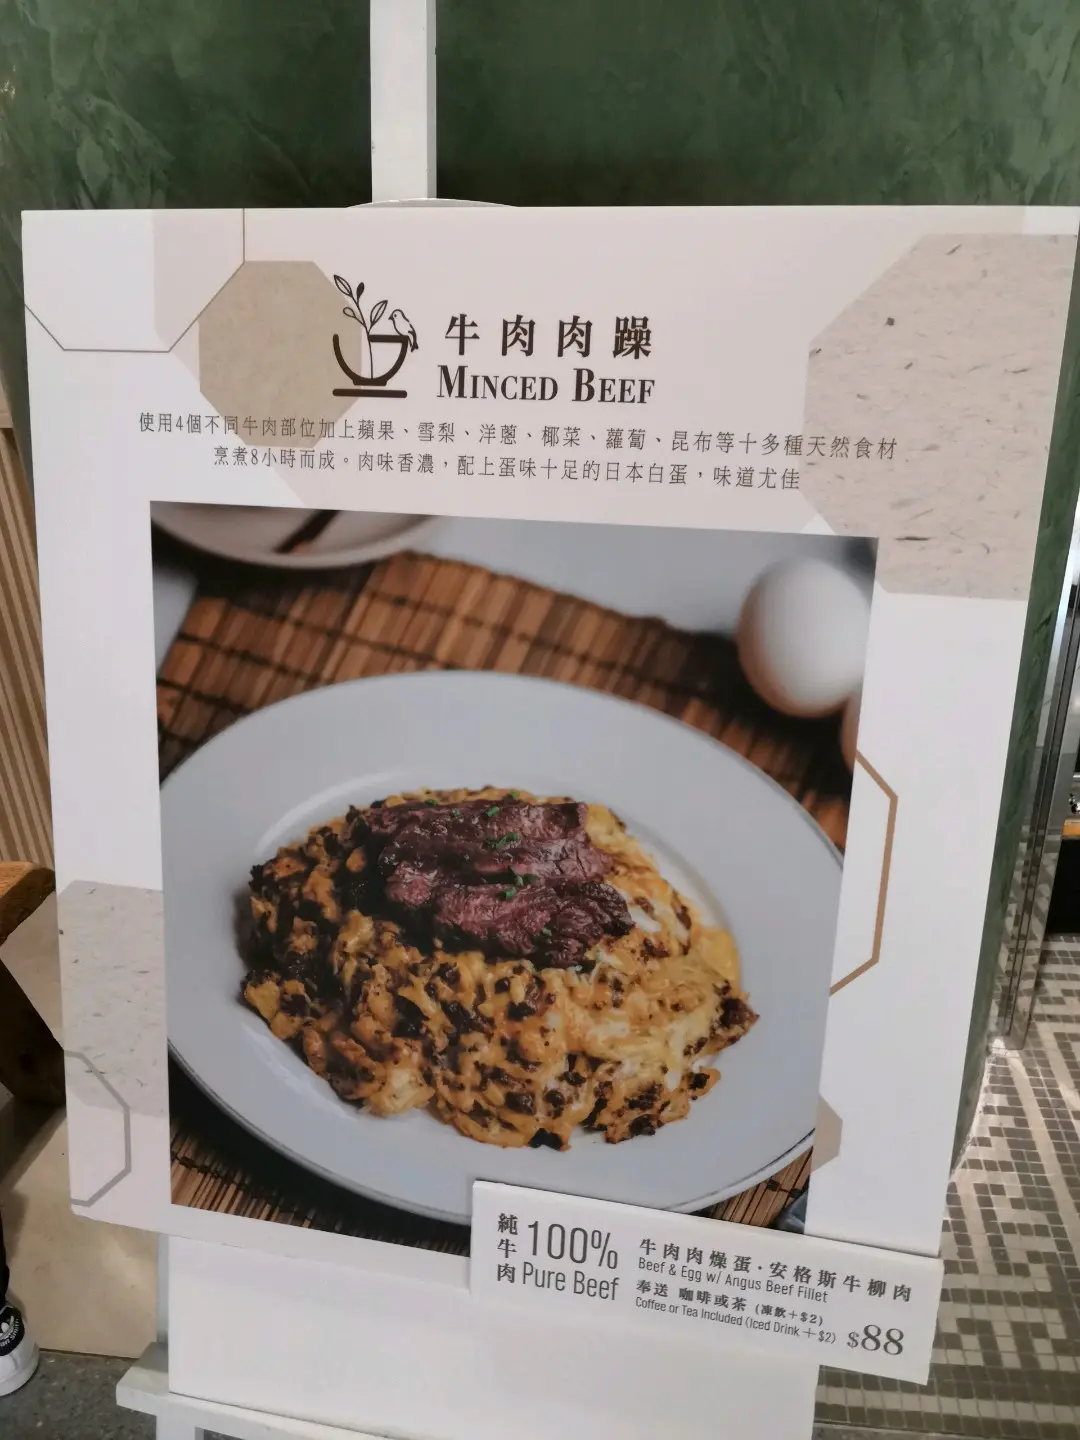 牛肉肉躁
MINCED BEEF
使用4個不同牛肉部位加上蘋果、雪梨、洋蔥、椰菜、蘿蔔、昆布等十多種天然食材
烹煮8小時而成。肉味香濃，配上蛋味十足的日本白蛋，味道尤佳
純牛肉
100%
Pure Beef
牛肉肉燥蛋·安格斯牛柳肉
Beef & Egg w/ Angus Beef Fillet
奉送 咖啡或茶 (凍飲+$2)
Coffee or Tea Included (Iced Drink +$2)
$88